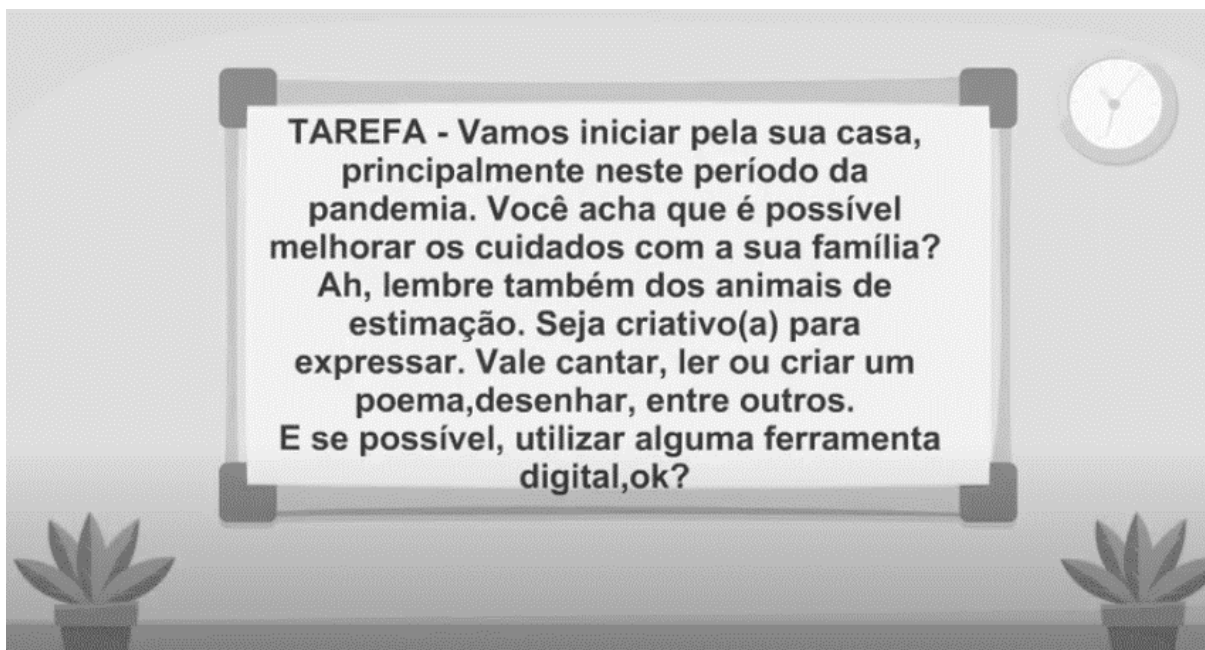 TAREFA - Vamos iniciar pela sua casa,
principalmente neste período da
pandemia. Você acha que é possível
melhorar os cuidados com a sua família?
Ah, lembre também dos animais de
estimação. Seja criativo(a) para
expressar. Vale cantar, ler ou criar um
poema,desenhar, entre outros.
E se possível, utilizar alguma ferramenta
digital,ok?